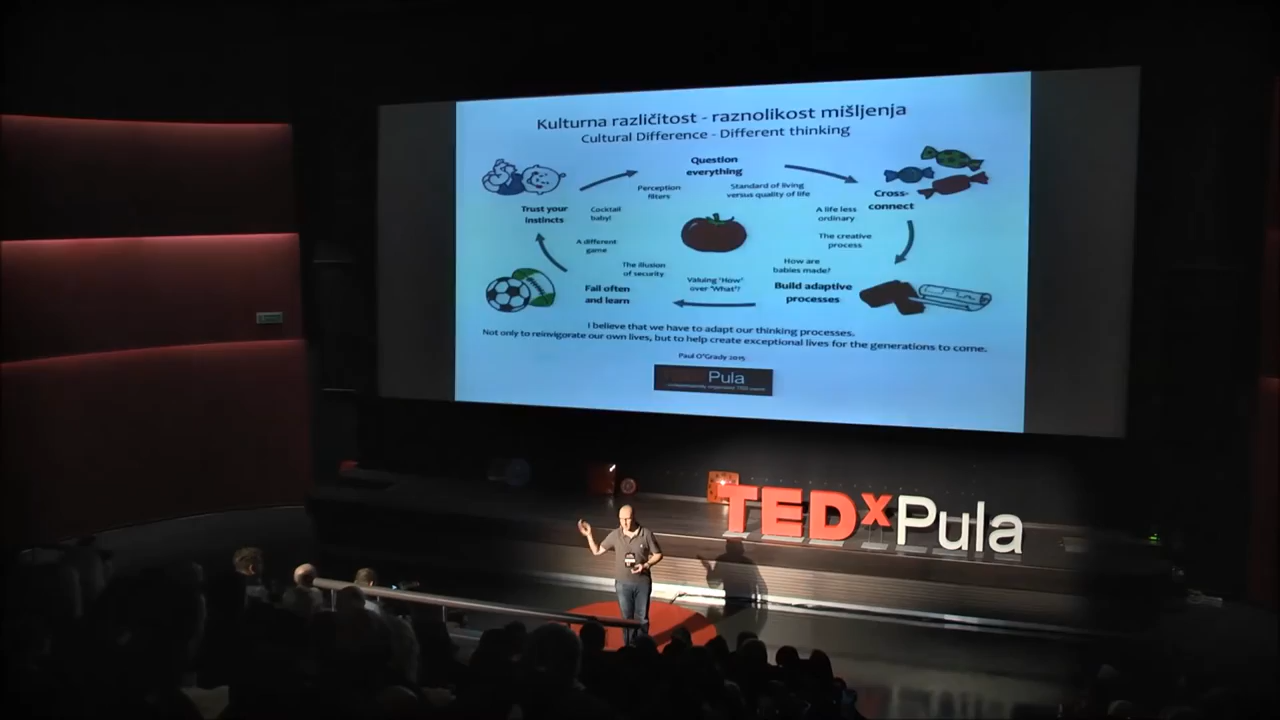 Kulturna različitost - raznolikost mišljenja
Cultural Difference - Different thinking
Question
everything
Perception
filters
Standard of living
versus quality of life
Cross-
connect
Trust your
instincts
Cocktail
baby!
A life less
ordinary
A different
game
The creative
process
The illusion
of security
How are
babies made?
Fail often
and learn
Valuing 'How'
over 'What'?
Build adaptive
processes
I believe that we have to adapt our thinking processes.
Not only to reinvigorate our own lives, but to help create exceptional lives for the generations to come.
Paul O'Grady 2015
Pula
TEDxPula